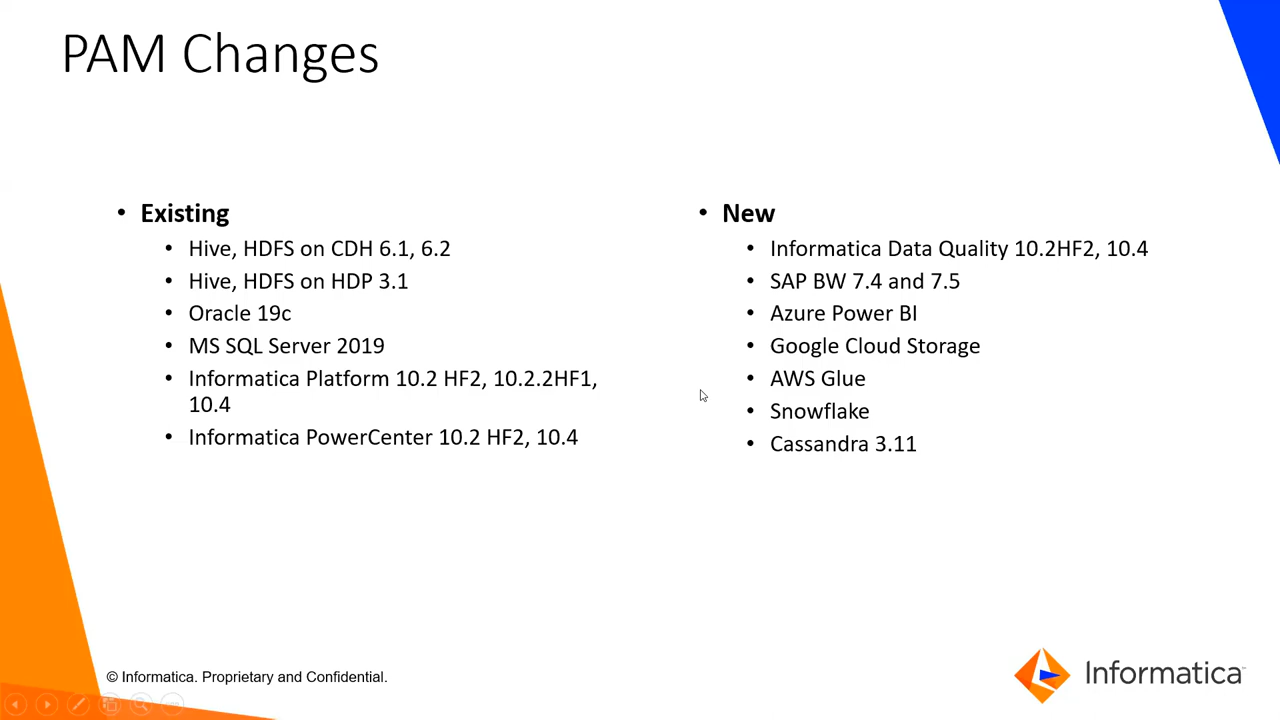 PAM Changes
• Existing
• Hive, HDFS on CDH 6.1, 6.2
• Hive, HDFS on HDP 3.1
• Oracle 19c
• MS SQL Server 2019
• Informatica Platform 10.2 HF2, 10.2.2HF1,
10.4
• Informatica PowerCenter 10.2 HF2, 10.4
• New
• Informatica Data Quality 10.2HF2, 10.4
• SAP BW 7.4 and 7.5
• Azure Power BI
• Google Cloud Storage
• AWS Glue
• Snowflake
• Cassandra 3.11
© Informatica. Proprietary and Confidential.
Informatica